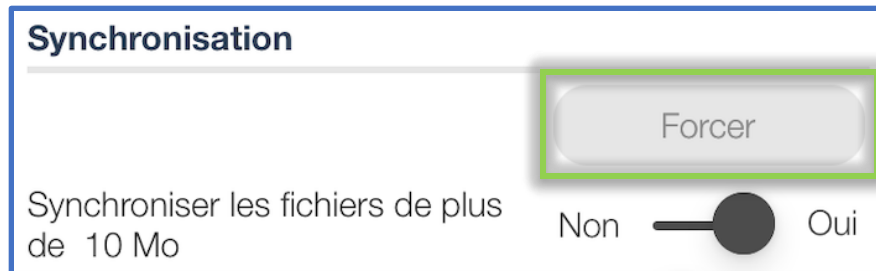 Synchronisation
Forcer
Synchroniser les fichiers de plus
de 10 Mo
Non
Oui